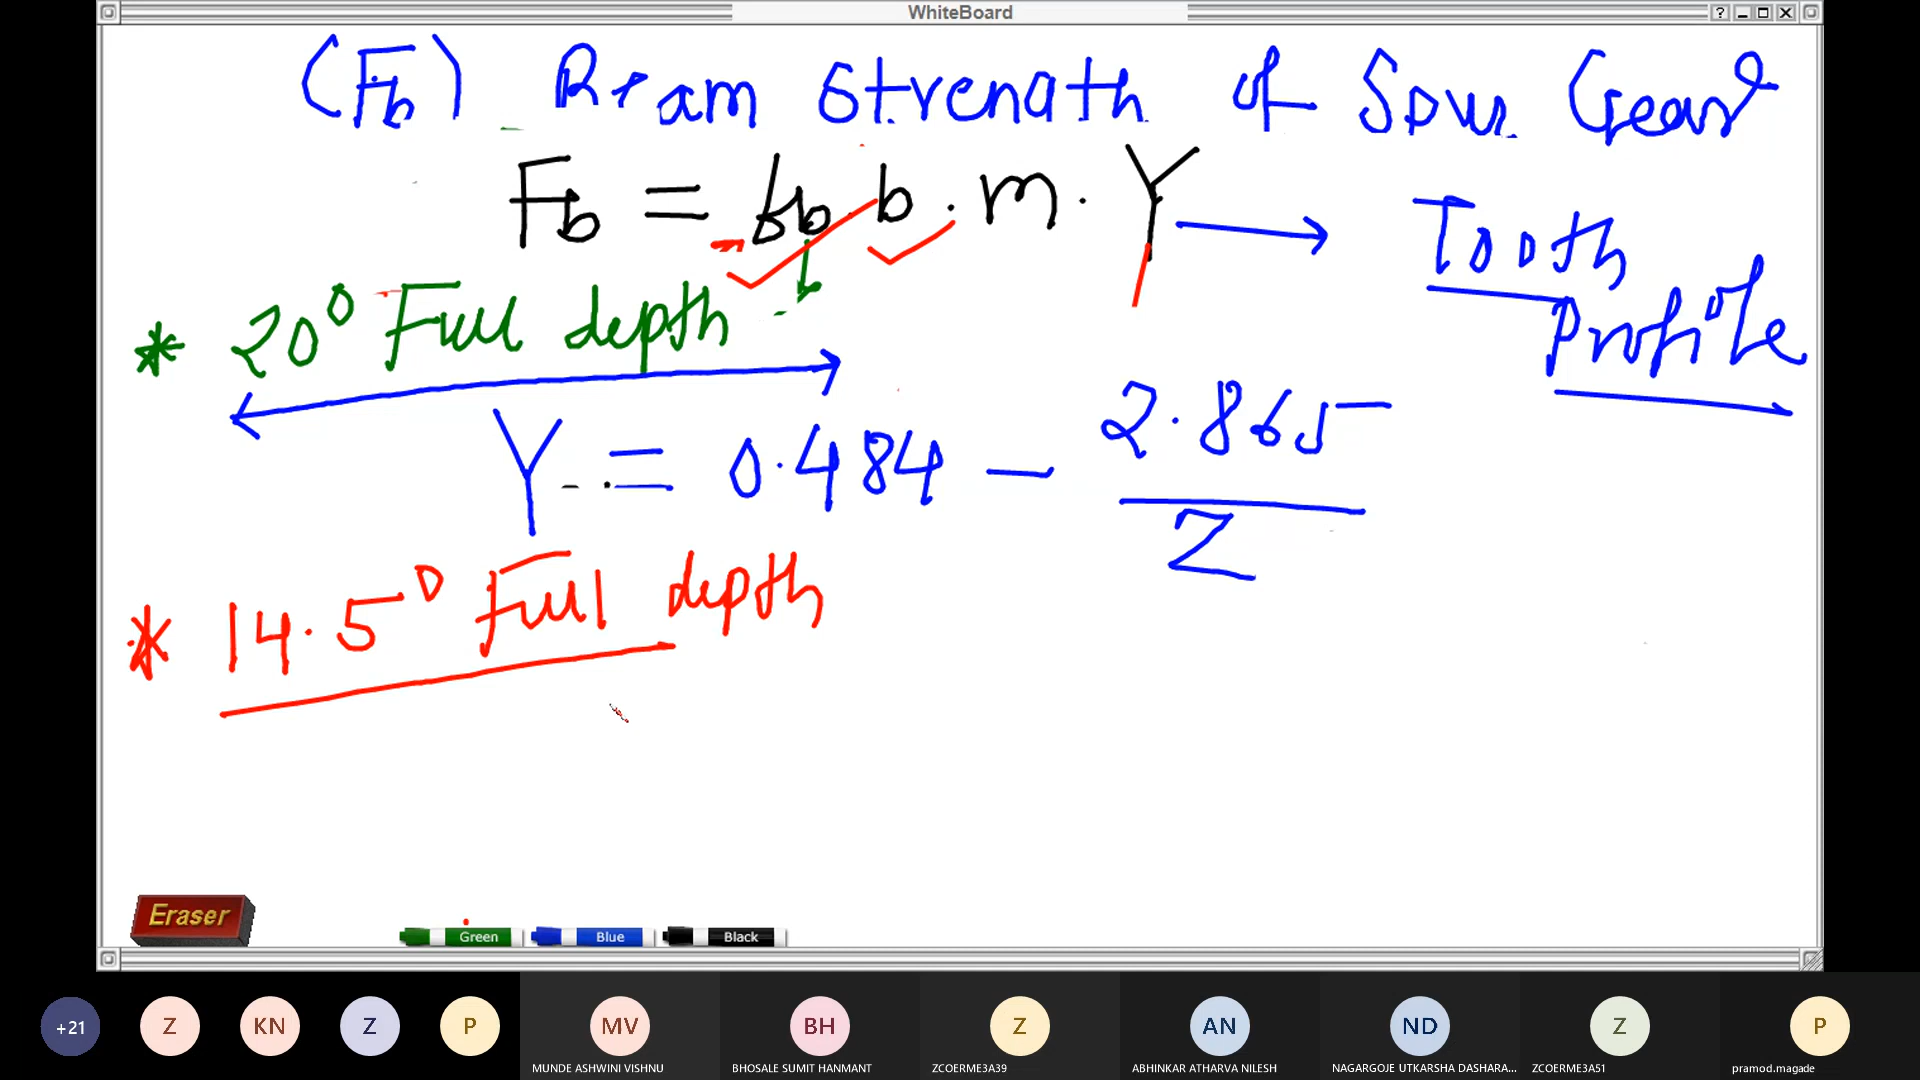 WhiteBoard
(Fb) Beam Strength of Spur Gear
Fb = fb . b . m . Y → Tooth Profile
* 20° Full depth
Y = 0.484 - 2.865 / Z
* 14.5° Full depth
Eraser
Green Blue Black
+21 Z KN Z P MV BH Z AN ND Z P
MUNDE ASHWINI VISHNU BHOSALE SUMIT HANMANT ZCOERME3A39 ABHINKAR ATHARVA NILESH NAGARGOJE UTKARSHA DASHARA... ZCOERME3A51 pramod.magade